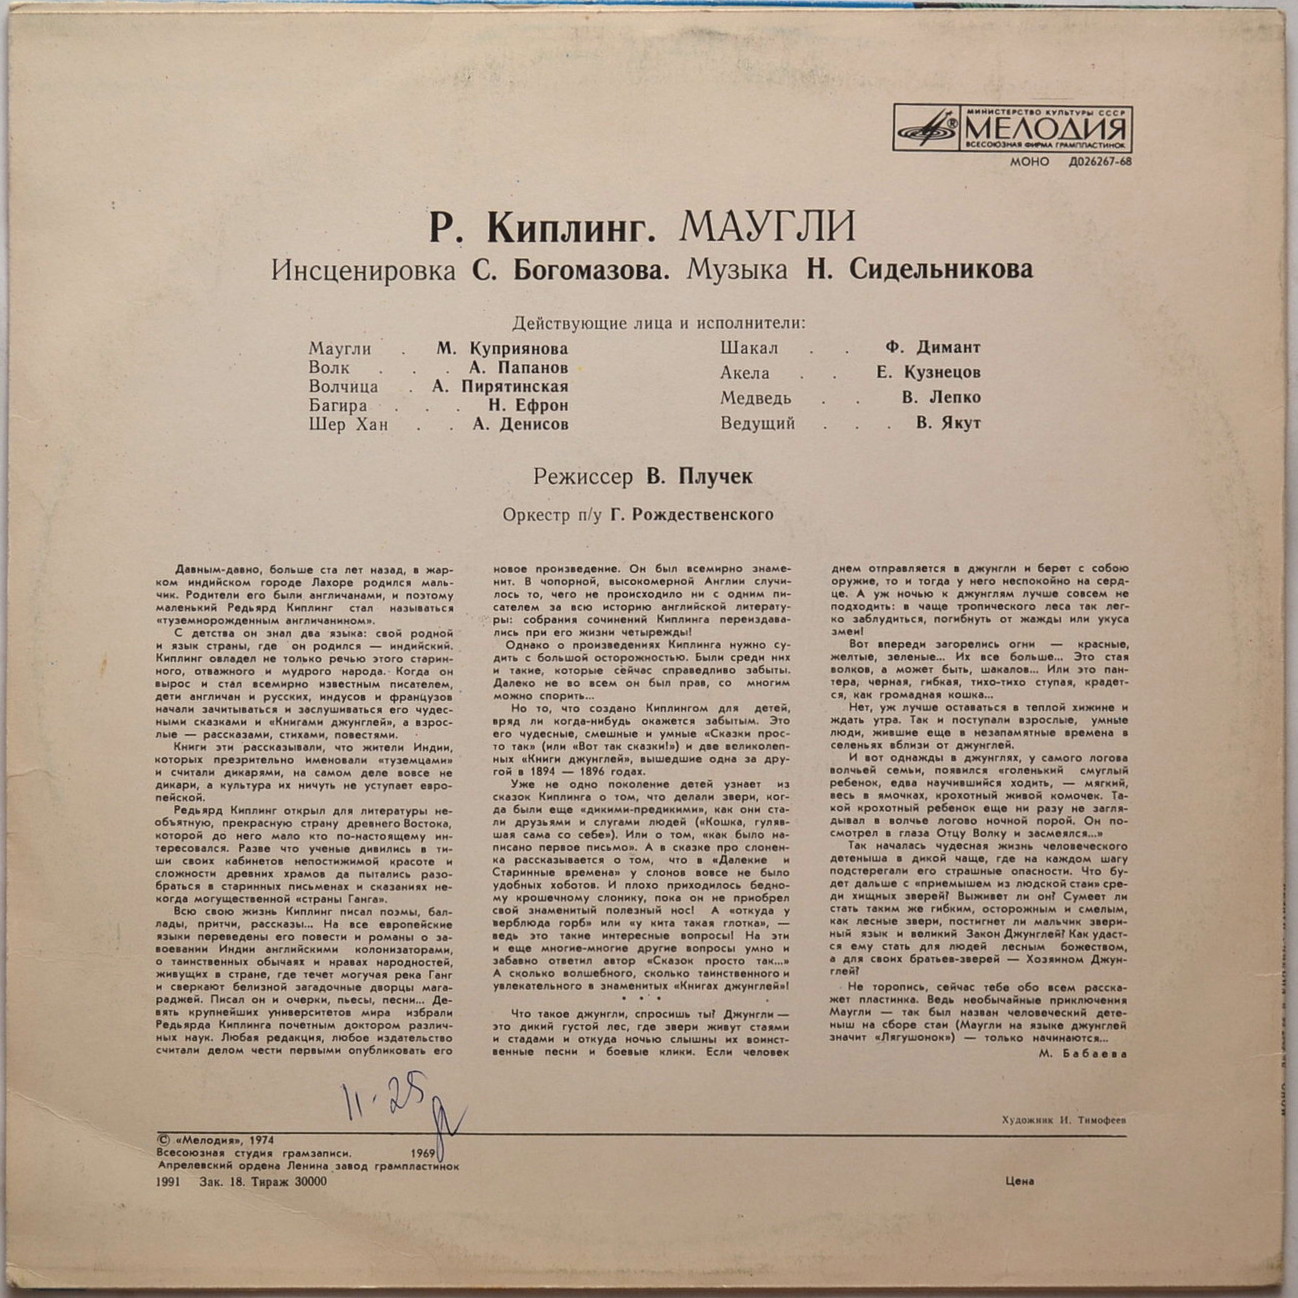 МИНИСТЕРСТВО КУЛЬТУРЫ СССР
МЕЛОДИЯ
ВСЕСОЮЗНАЯ ФИРМА ГРАМПЛАСТИНОК
МОНО Д026267-68
Р. Киплинг. МАУГЛИ
Инсценировка С. Богомазова. Музыка Н. Сидельникова
Действующие лица и исполнители:
Маугли . М. Куприянова
Волк . . . А. Папанов
Волчица . А. Пирятинская
Багира . . . Н. Ефрон
Шер Хан . . А. Денисов
Шакал . . Ф. Димант
Акела . . Е. Кузнецов
Медведь . . В. Лепко
Ведущий . . . В. Якут
Режиссер В. Плучек
Оркестр п/у Г. Рождественского
Давным-давно, больше ста лет назад, в жар-
ком индийском городе Лахоре родился маль-
чик. Родители его были англичанами, и поэтому
маленький Редьярд Киплинг стал называться
«туземнорожденным англичанином».
С детства он знал два языка: свой родной
и язык страны, где он родился — индийский.
Киплинг овладел не только речью этого старин-
ного, отважного и мудрого народа. Когда он
вырос и стал всемирно известным писателем,
дети англичан и русских, индусов и французов
начали зачитываться и заслушиваться его чудес-
ными сказками и «Книгами джунглей», а взрос-
лые — рассказами, стихами, повестями.
Книги эти рассказывали, что жители Индии,
которых презрительно именовали «туземцами»
и считали дикарями, на самом деле вовсе не
дикари, а культура их ничуть не уступает евро-
пейской.
Редьярд Киплинг открыл для литературы не-
объятную, прекрасную страну древнего Востока,
которой до него мало кто по-настоящему ин-
тересовался. Разве что ученые дивились в ти-
ши своих кабинетов непостижимой красоте и
сложности древних храмов да пытались разо-
браться в старинных письменах и сказаниях не-
когда могущественной «страны Ганга».
Всю свою жизнь Киплинг писал поэмы, бал-
лады, притчи, рассказы... На все европейские
языки переведены его повести и романы о за-
воевании Индии английскими колонизаторами,
о таинственных обычаях и нравах народностей,
живущих в стране, где течет могучая река Ганг
и сверкают белизной загадочные дворцы мага-
раджей. Писал он и очерки, пьесы, песни... Де-
вять крупнейших университетов мира избрали
Редьярда Киплинга почетным доктором различ-
ных наук. Любая редакция, любое издательство
считали делом чести первыми опубликовать его
новое произведение. Он был всемирно знаме-
нит. В чопорной, высокомерной Англии случи-
лось то, чего не происходило ни с одним пи-
сателем за всю историю английской литерату-
ры: собрания сочинений Киплинга переиздава-
лись при его жизни четырежды!
Однако о произведениях Киплинга нужно су-
дить с большой осторожностью. Были среди них
и такие, которые сейчас справедливо забыты.
Далеко не во всем он был прав, со многим
можно спорить...
Но то, что создано Киплингом для детей,
вряд ли когда-нибудь окажется забытым. Это
его чудесные, смешные и умные «Сказки прос-
то так» (или «Вот так сказки!») и две великолеп-
ных «Книги джунглей», вышедшие одна за дру-
гой в 1894 — 1896 годах.
Уже не одно поколение детей узнает из
сказок Киплинга о том, что делали звери, ког-
да были еще «дикими-предикими», как они ста-
ли друзьями и слугами людей («Кошка, гуляв-
шая сама со себе»). Или о том, «как было на-
писано первое письмо». А в сказке про слонен-
ка рассказывается о том, что в «Далекие и
Старинные времена» у слонов вовсе не было
удобных хоботов. И плохо приходилось бедно-
му крошечному слонику, пока он не приобрел
свой знаменитый полезный нос! А «откуда у
верблюда горб» или «у кита такая глотка», —
ведь это такие интересные вопросы! На эти
и еще многие-многие другие вопросы умно и
забавно ответил автор «Сказок просто так...»
А сколько волшебного, сколько таинственного и
увлекательного в знаменитых «Книгах джунглей»!
* * *
Что такое джунгли, спросишь ты? Джунгли —
это дикий густой лес, где звери живут стаями
и стадами и откуда ночью слышны их воинст-
венные песни и боевые клики. Если человек
днем отправляется в джунгли и берет с собою
оружие, то и тогда у него неспокойно на серд-
це. А уж ночью к джунглям лучше совсем не
подходить: в чаще тропического леса так лег-
ко заблудиться, погибнуть от жажды или укуса
змеи!
Вот впереди загорелись огни — красные,
желтые, зеленые... Их все больше... Это стая
волков, а может быть, шакалов... Или это пан-
тера, черная, гибкая, тихо-тихо ступая, крадет-
ся, как громадная кошка...
Нет, уж лучше оставаться в теплой хижине и
ждать утра. Так и поступали взрослые, умные
люди, жившие еще в незапамятные времена в
селеньях вблизи от джунглей.
И вот однажды в джунглях, у самого логова
волчьей семьи, появился «голенький смуглый
ребенок, едва научившийся ходить, — мягкий,
весь в ямочках, крохотный живой комочек. Та-
кой крохотный ребенок еще ни разу не загля-
дывал в волчье логово ночной порой. Он по-
смотрел в глаза Отцу Волку и засмеялся...»
Так началась чудесная жизнь человеческого
детеныша в дикой чаще, где на каждом шагу
подстерегали его страшные опасности. Что бу-
дет дальше с «приемышем из людской стаи» сре-
ди хищных зверей? Выживет ли он? Сумеет ли
стать таким же гибким, осторожным и смелым,
как лесные звери, постигнет ли мальчик звери-
ный язык и великий Закон Джунглей? Как удаст-
ся ему стать для людей лесным божеством,
а для своих братьев-зверей — Хозяином Джун-
глей?
Не торопись, сейчас тебе обо всем расска-
жет пластинка. Ведь необычайные приключения
Маугли — так был назван человеческий дете-
ныш на сборе стаи (Маугли на языке джунглей
значит «Лягушонок») — только начинаются...
М. Бабаева
11-25
Художник И. Тимофеев
© «Мелодия», 1974
Всесоюзная студия грамзаписи. 1969
Апрелевский ордена Ленина завод грампластинок
1991 Зак. 18. Тираж 30000
Цена